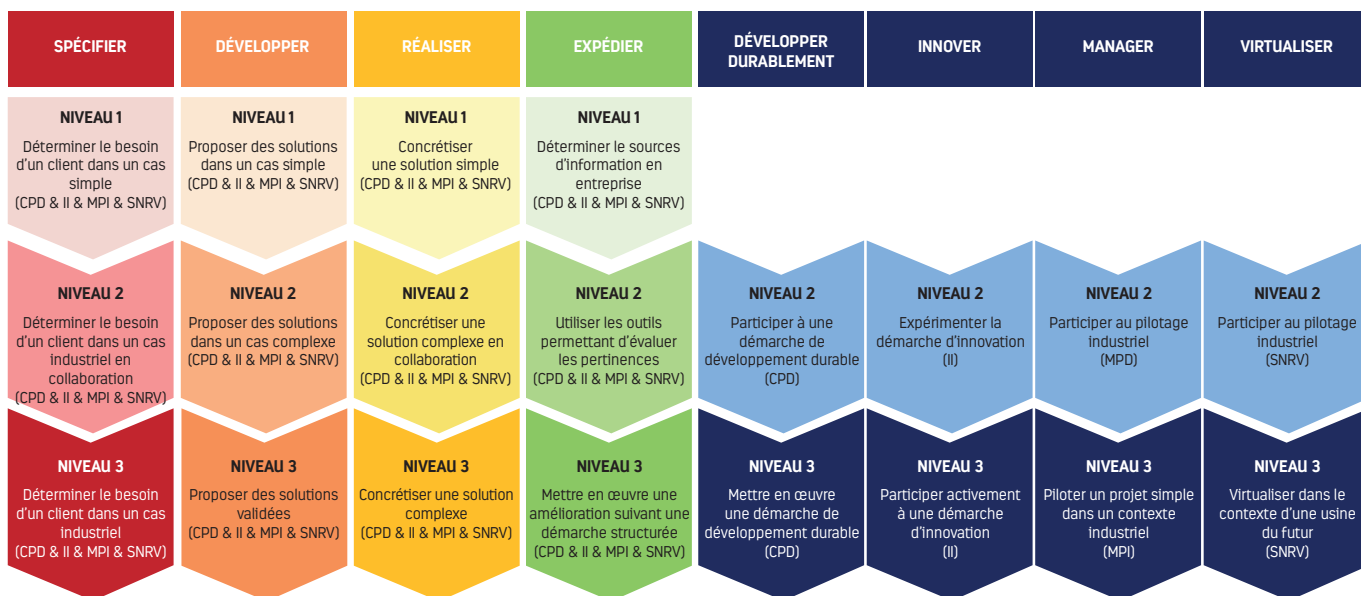 SPÉCIFIER
DÉVELOPPER
RÉALISER
EXPÉDIER
DÉVELOPPER
DURABLEMENT
INNOVER
MANAGER
VIRTUALISER
NIVEAU 1
Déterminer le besoin
d'un client dans un cas
simple
(CPD & II & MPI & SNRV)
NIVEAU 1
Proposer des solutions
dans un cas simple
(CPD & II & MPI & SNRV)
NIVEAU 1
Concrétiser
une solution simple
(CPD & II & MPI & SNRV)
NIVEAU 1
Déterminer le sources
d'information en
entreprise
(CPD & II & MPI & SNRV)
NIVEAU 2
Déterminer le besoin
d'un client dans un cas
industriel en
collaboration
(CPD & II & MPI & SNRV)
NIVEAU 2
Proposer des solutions
dans un cas complexe
(CPD & II & MPI & SNRV)
NIVEAU 2
Concrétiser une
solution complexe en
collaboration
(CPD & II & MPI & SNRV)
NIVEAU 2
Utiliser les outils
permettant d'évaluer
les pertinences
(CPD & II & MPI & SNRV)
NIVEAU 2
Participer à une
démarche de
développement durable
(CPD)
NIVEAU 2
Expérimenter la
démarche d'innovation
(II)
NIVEAU 2
Participer au pilotage
industriel
(MPD)
NIVEAU 2
Participer au pilotage
industriel
(SNRV)
NIVEAU 3
Déterminer le besoin
d'un client dans un cas
industriel
(CPD & II & MPI & SNRV)
NIVEAU 3
Proposer des solutions
validées
(CPD & II & MPI & SNRV)
NIVEAU 3
Concrétiser une solution
complexe
(CPD & II & MPI & SNRV)
NIVEAU 3
Mettre en œuvre une
amélioration suivant une
démarche structurée
(CPD & II & MPI & SNRV)
NIVEAU 3
Mettre en œuvre
une démarche de
développement durable
(CPD)
NIVEAU 3
Participer activement
à une démarche
d'innovation
(II)
NIVEAU 3
Piloter un projet simple
dans un contexte
industriel
(MPI)
NIVEAU 3
Virtualiser dans le
contexte d'une usine
du futur
(SNRV)